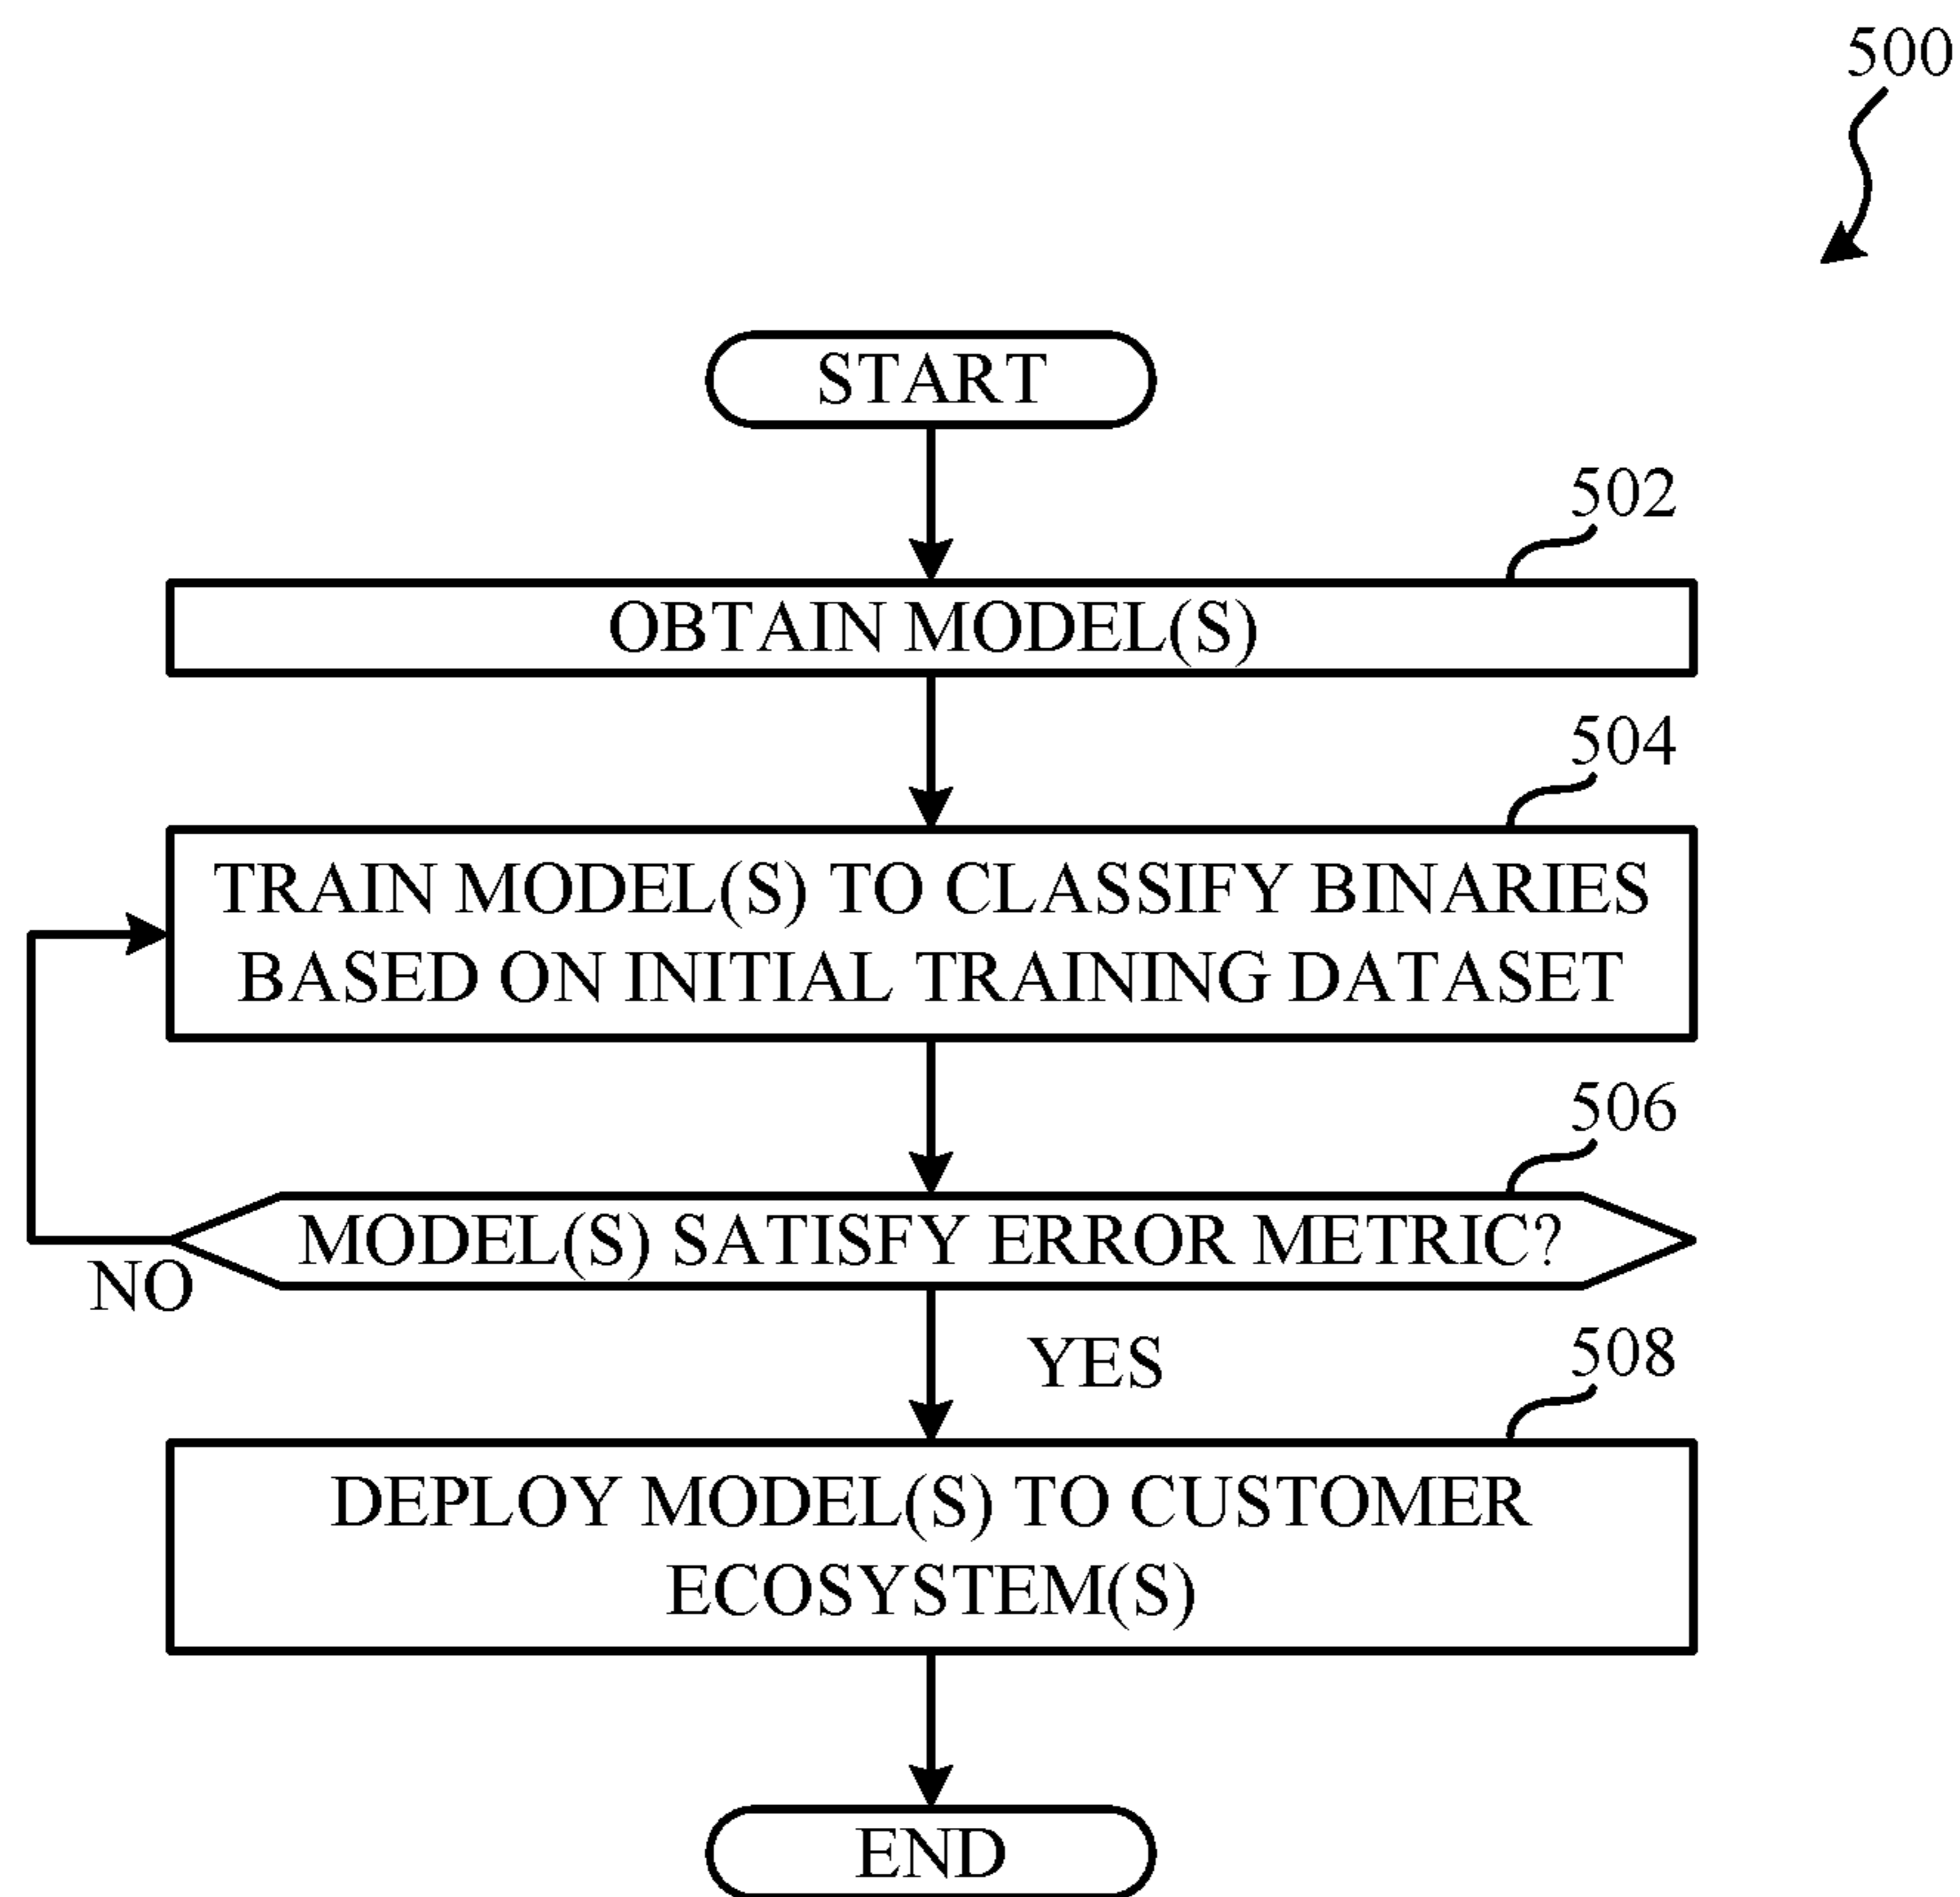 500
START
502
OBTAIN MODEL(S)
504
TRAIN MODEL(S) TO CLASSIFY BINARIES
BASED ON INITIAL TRAINING DATASET
506
MODEL(S) SATISFY ERROR METRIC?
NO
YES
508
DEPLOY MODEL(S) TO CUSTOMER
ECOSYSTEM(S)
END